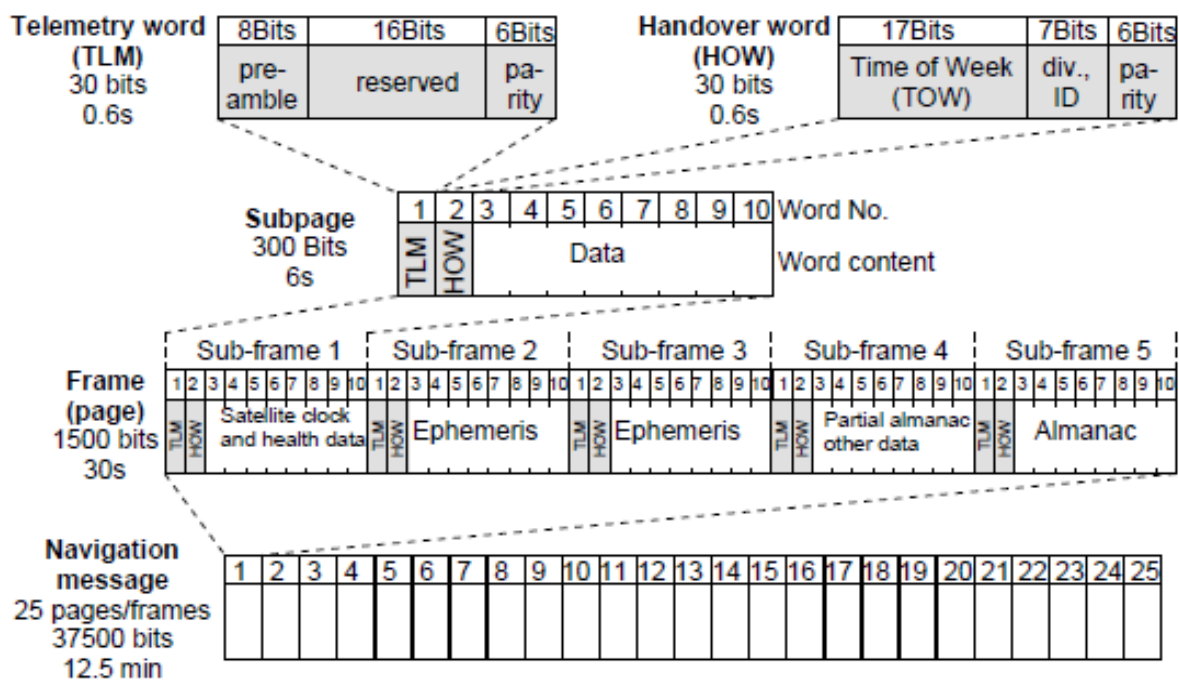 Telemetry word
(TLM)
30 bits
0.6s
8Bits 16Bits 6Bits
pre-
amble
reserved
pa-
rity
Handover word
(HOW)
30 bits
0.6s
17Bits 7Bits 6Bits
Time of Week
(TOW)
div.,
ID
pa-
rity
Subpage
300 Bits
6s
1 2 3 4 5 6 7 8 9 10 Word No.
TLM HOW Data Word content
Sub-frame 1 Sub-frame 2 Sub-frame 3 Sub-frame 4 Sub-frame 5
Frame
(page)
1500 bits
30s
1 2 3 4 5 6 7 8 9 10 1 2 3 4 5 6 7 8 9 10 1 2 3 4 5 6 7 8 9 10 1 2 3 4 5 6 7 8 9 10 1 2 3 4 5 6 7 8 9 10
TLM HOW
Satellite clock
and health data
TLM HOW Ephemeris
TLM HOW Ephemeris
TLM HOW
Partial almanac
other data
TLM HOW Almanac
Navigation
message
25 pages/frames
37500 bits
12.5 min
1 2 3 4 5 6 7 8 9 10 11 12 13 14 15 16 17 18 19 20 21 22 23 24 25